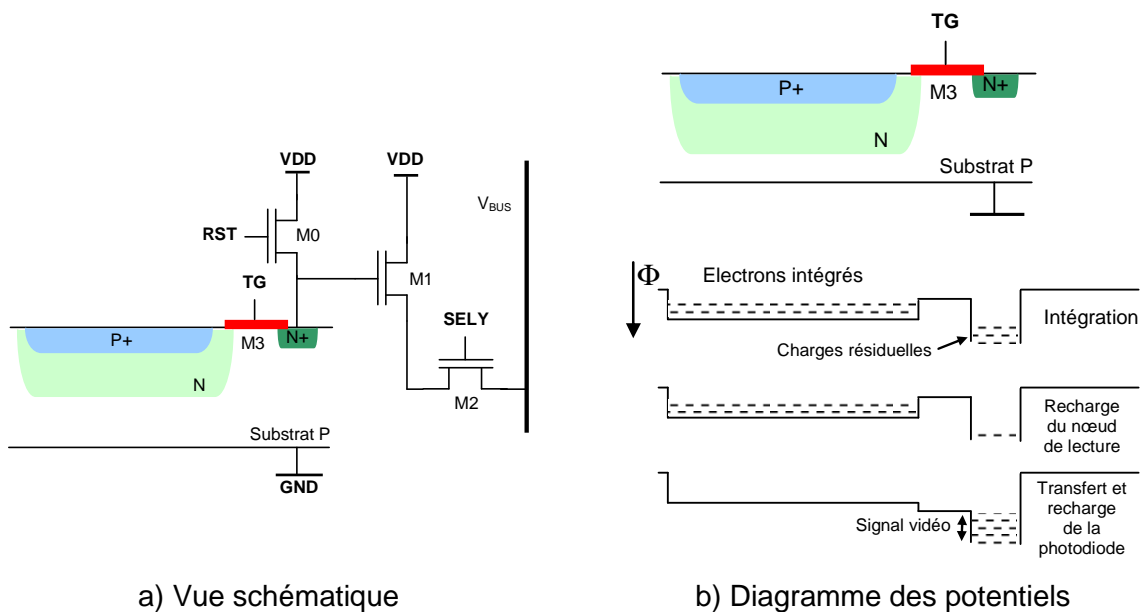 VDD
VDD
V_BUS
RST
M0
M1
TG
SELY
P+
N+
M3
N
M2
Substrat P
GND
a) Vue schématique
TG
P+
N+
M3
N
Substrat P
Φ
Electrons intégrés
Intégration
Charges résiduelles
Recharge
du nœud
de lecture
Transfert et
recharge
de la
photodiode
Signal vidéo
b) Diagramme des potentiels